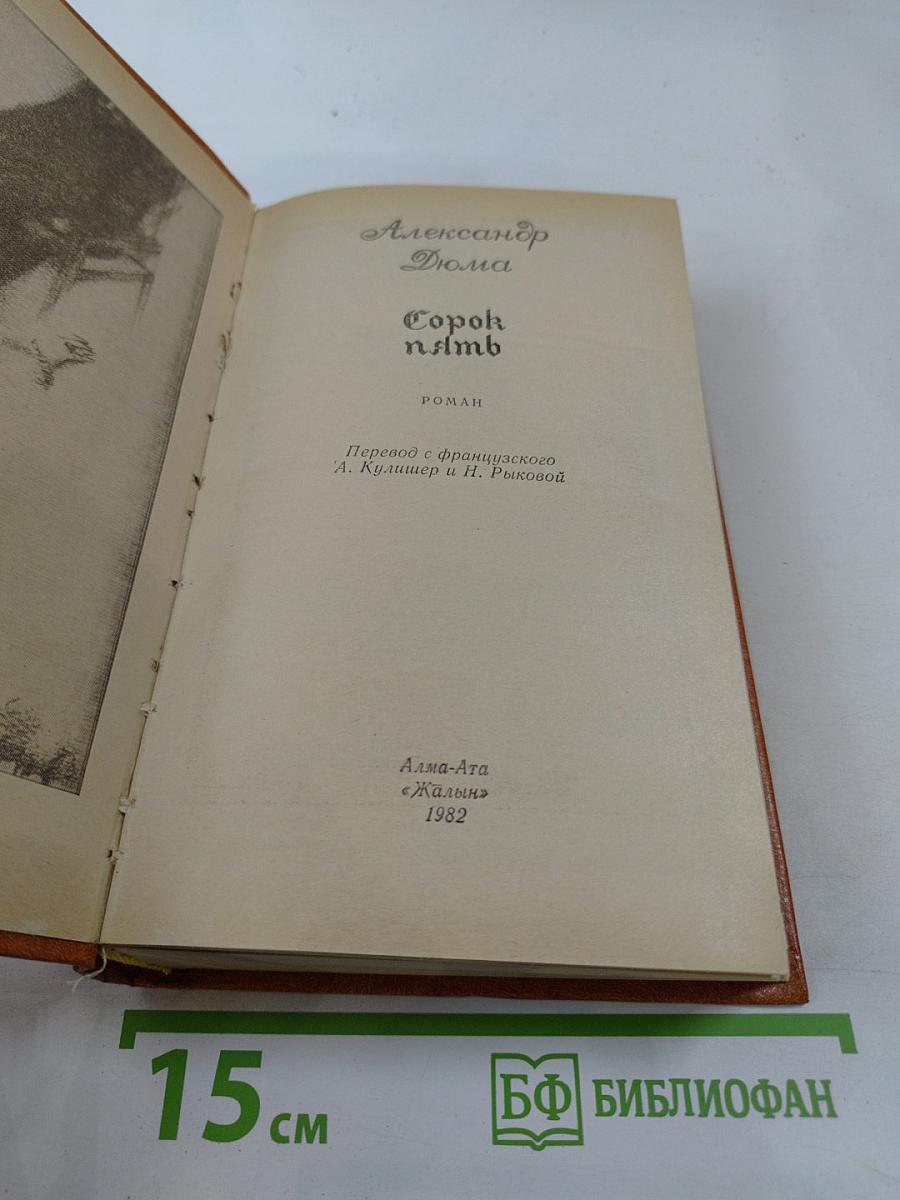 Александр
Дюма
Сорок
пять
РОМАН
Перевод с французского
А. Кулишер и Н. Рыковой
Алма-Ата
«Жалын»
1982
15 см
БФ БИБЛИОФАН